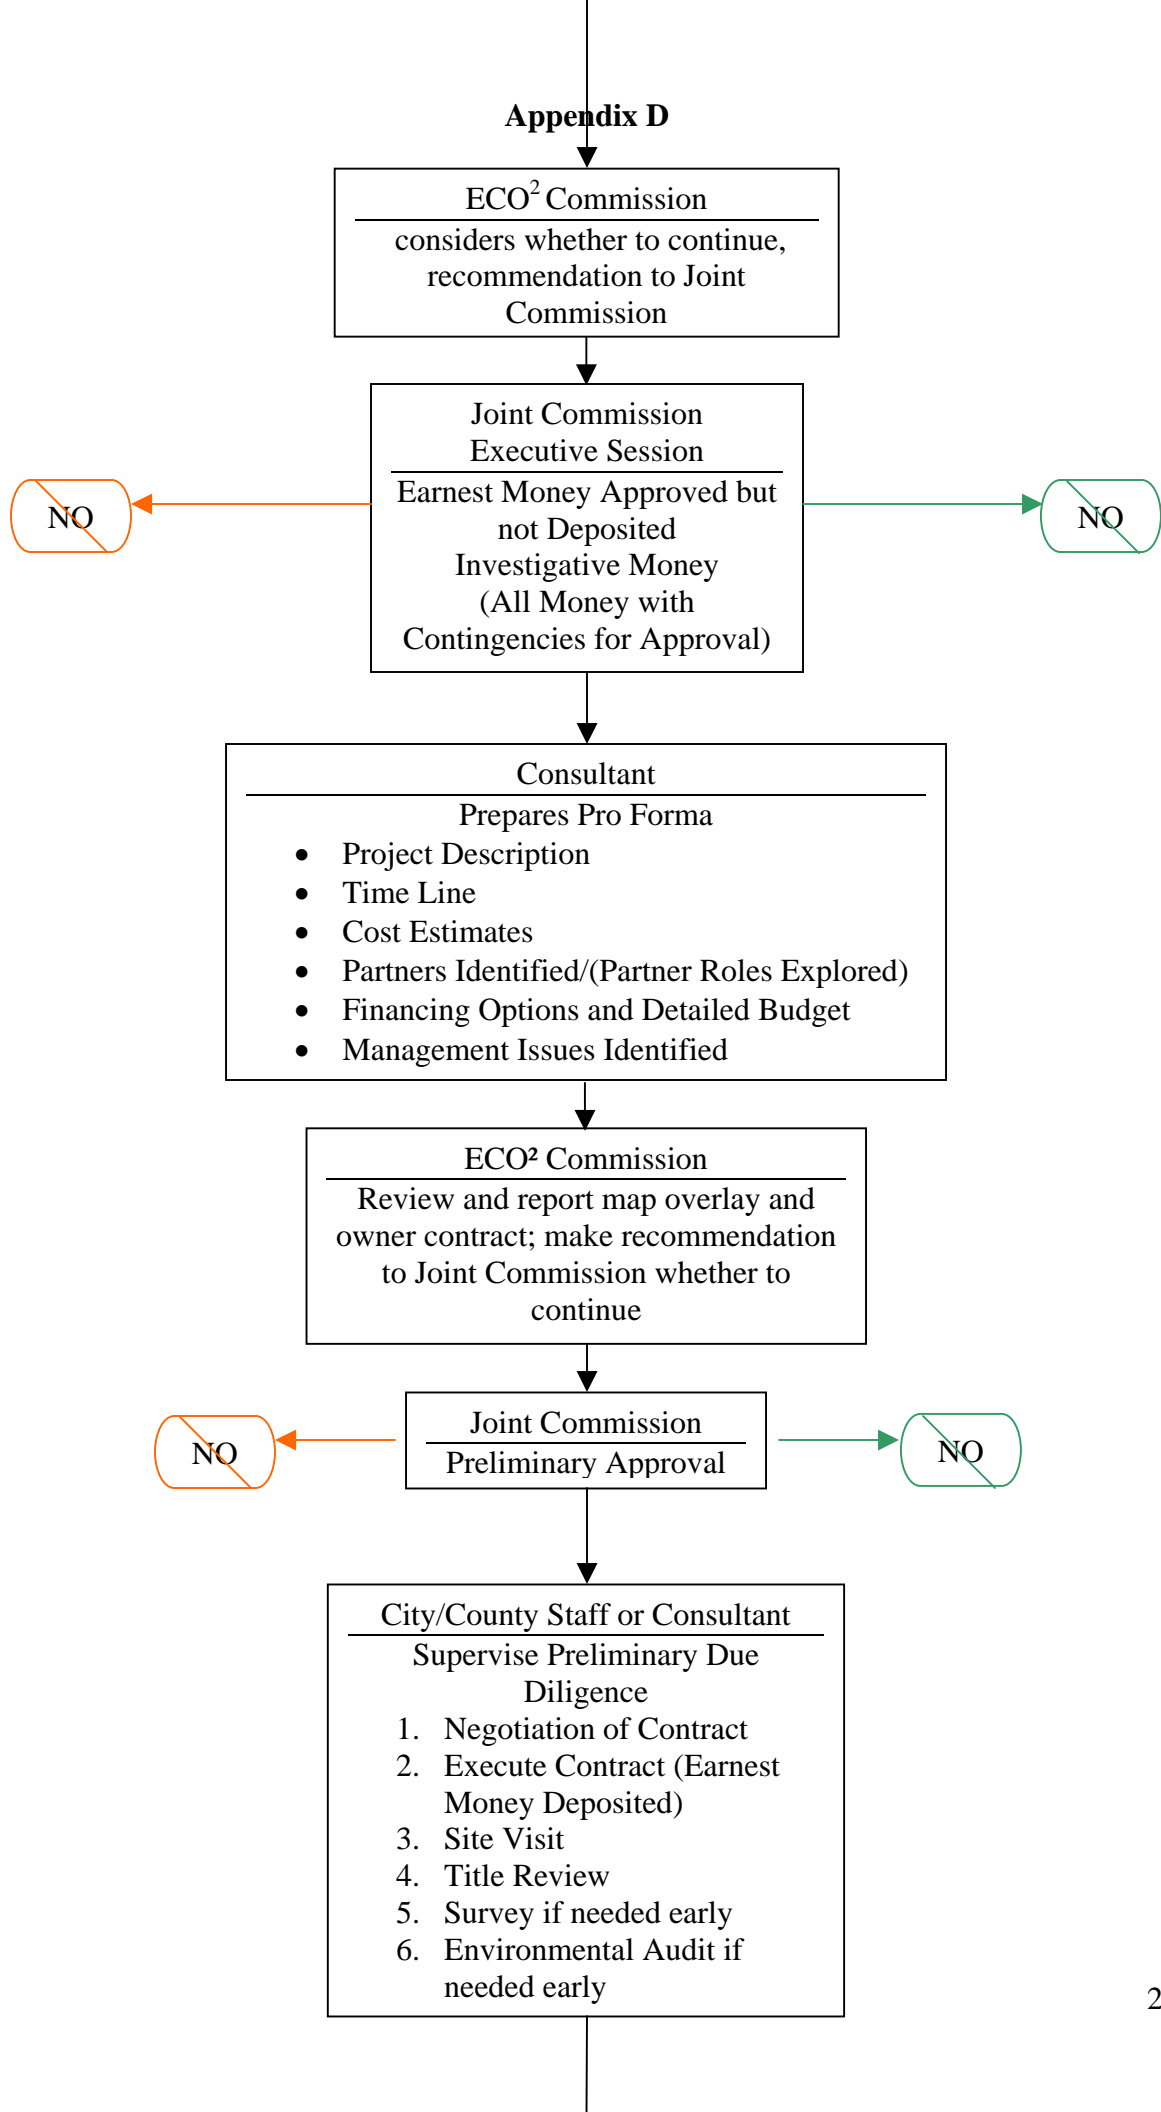 Appendix D
ECO² Commission
considers whether to continue,
recommendation to Joint
Commission
Joint Commission
Executive Session
Earnest Money Approved but
not Deposited
Investigative Money
(All Money with
Contingencies for Approval)
NO
NO
Consultant
Prepares Pro Forma
• Project Description
• Time Line
• Cost Estimates
• Partners Identified/(Partner Roles Explored)
• Financing Options and Detailed Budget
• Management Issues Identified
ECO² Commission
Review and report map overlay and
owner contract; make recommendation
to Joint Commission whether to
continue
Joint Commission
Preliminary Approval
NO
NO
City/County Staff or Consultant
Supervise Preliminary Due
Diligence
1. Negotiation of Contract
2. Execute Contract (Earnest
Money Deposited)
3. Site Visit
4. Title Review
5. Survey if needed early
6. Environmental Audit if
needed early
2